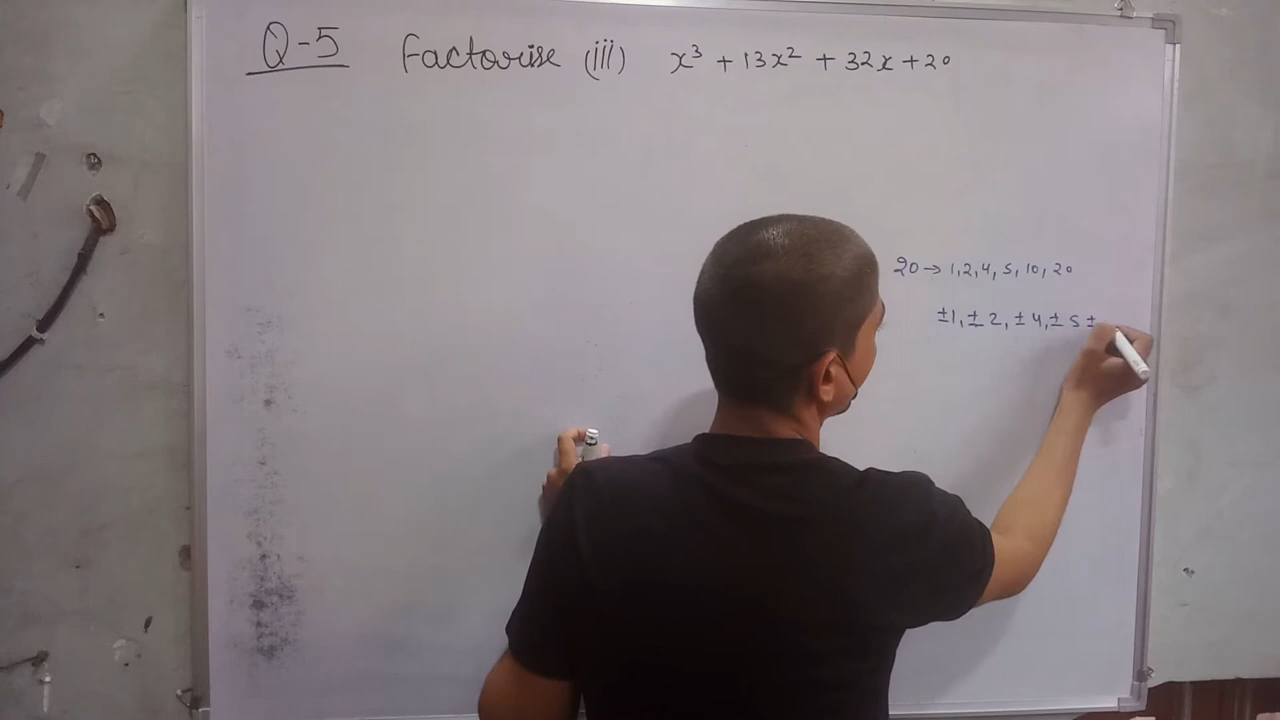 Q-5 Factorise (iii) x³ + 13x² + 32x + 20
20 → 1, 2, 4, 5, 10, 20
±1, ± 2, ± 4, ± 5 ±